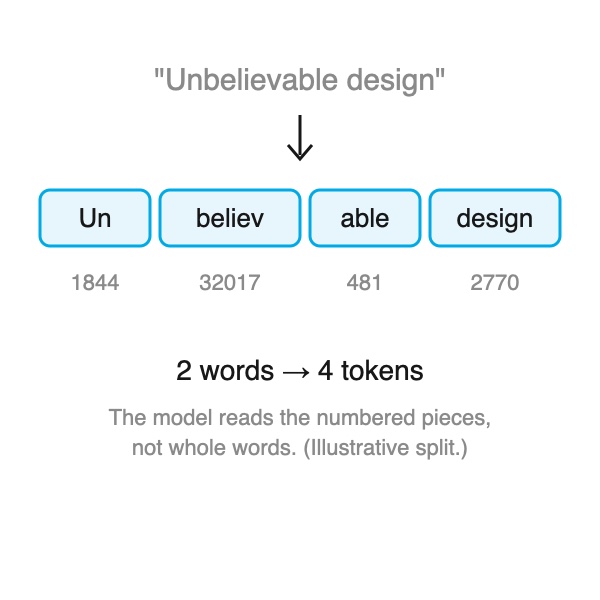 "Unbelievable design"
Un believ able design
1844 32017 481 2770
2 words → 4 tokens
The model reads the numbered pieces,
not whole words. (Illustrative split.)